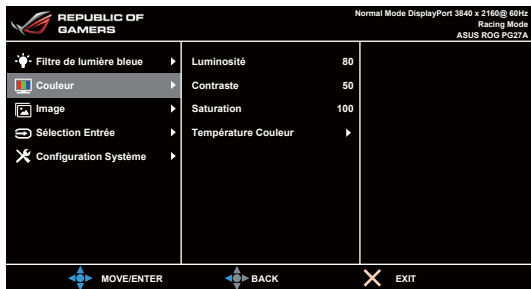 REPUBLIC OF
GAMERS
Normal Mode DisplayPort 3840 x 2160@ 60Hz
Racing Mode
ASUS ROG PG27A
Filtre de lumière bleue
Couleur
Image
Sélection Entrée
Configuration Système
Luminosité 80
Contraste 50
Saturation 100
Température Couleur
MOVE/ENTER BACK EXIT